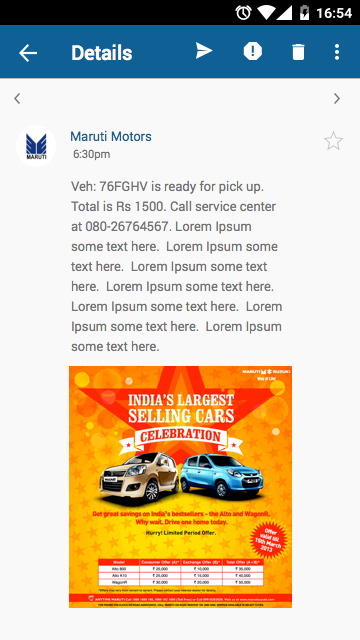 16:54
Details
MARUTI
Maruti Motors
6:30pm
Veh: 76FGHV is ready for pick up.
Total is Rs 1500. Call service center
at 080-26764567. Lorem Ipsum
some text here. Lorem Ipsum some
text here. Lorem Ipsum some text
here. Lorem Ipsum some text here.
Lorem Ipsum some text here. Lorem
Ipsum some text here. Lorem Ipsum
some text here.
MARUTI SUZUKI
Way of Life!
INDIA'S LARGEST
SELLING CARS
CELEBRATION
Get great savings on India's bestsellers - the Alto and WagonR.
Why wait. Drive one home today.
Hurry! Limited Period Offer.
Offer
valid till
15th March
2013
Model Consumer Offer (A)* Exchange Offer (B)* Total Offer (A+B)*
Alto 800 ₹ 20,000 ₹ 10,000 ₹ 30,000
Alto K10 ₹ 25,000 ₹ 15,000 ₹ 40,000
WagonR ₹ 30,000 ₹ 20,000 ₹ 50,000